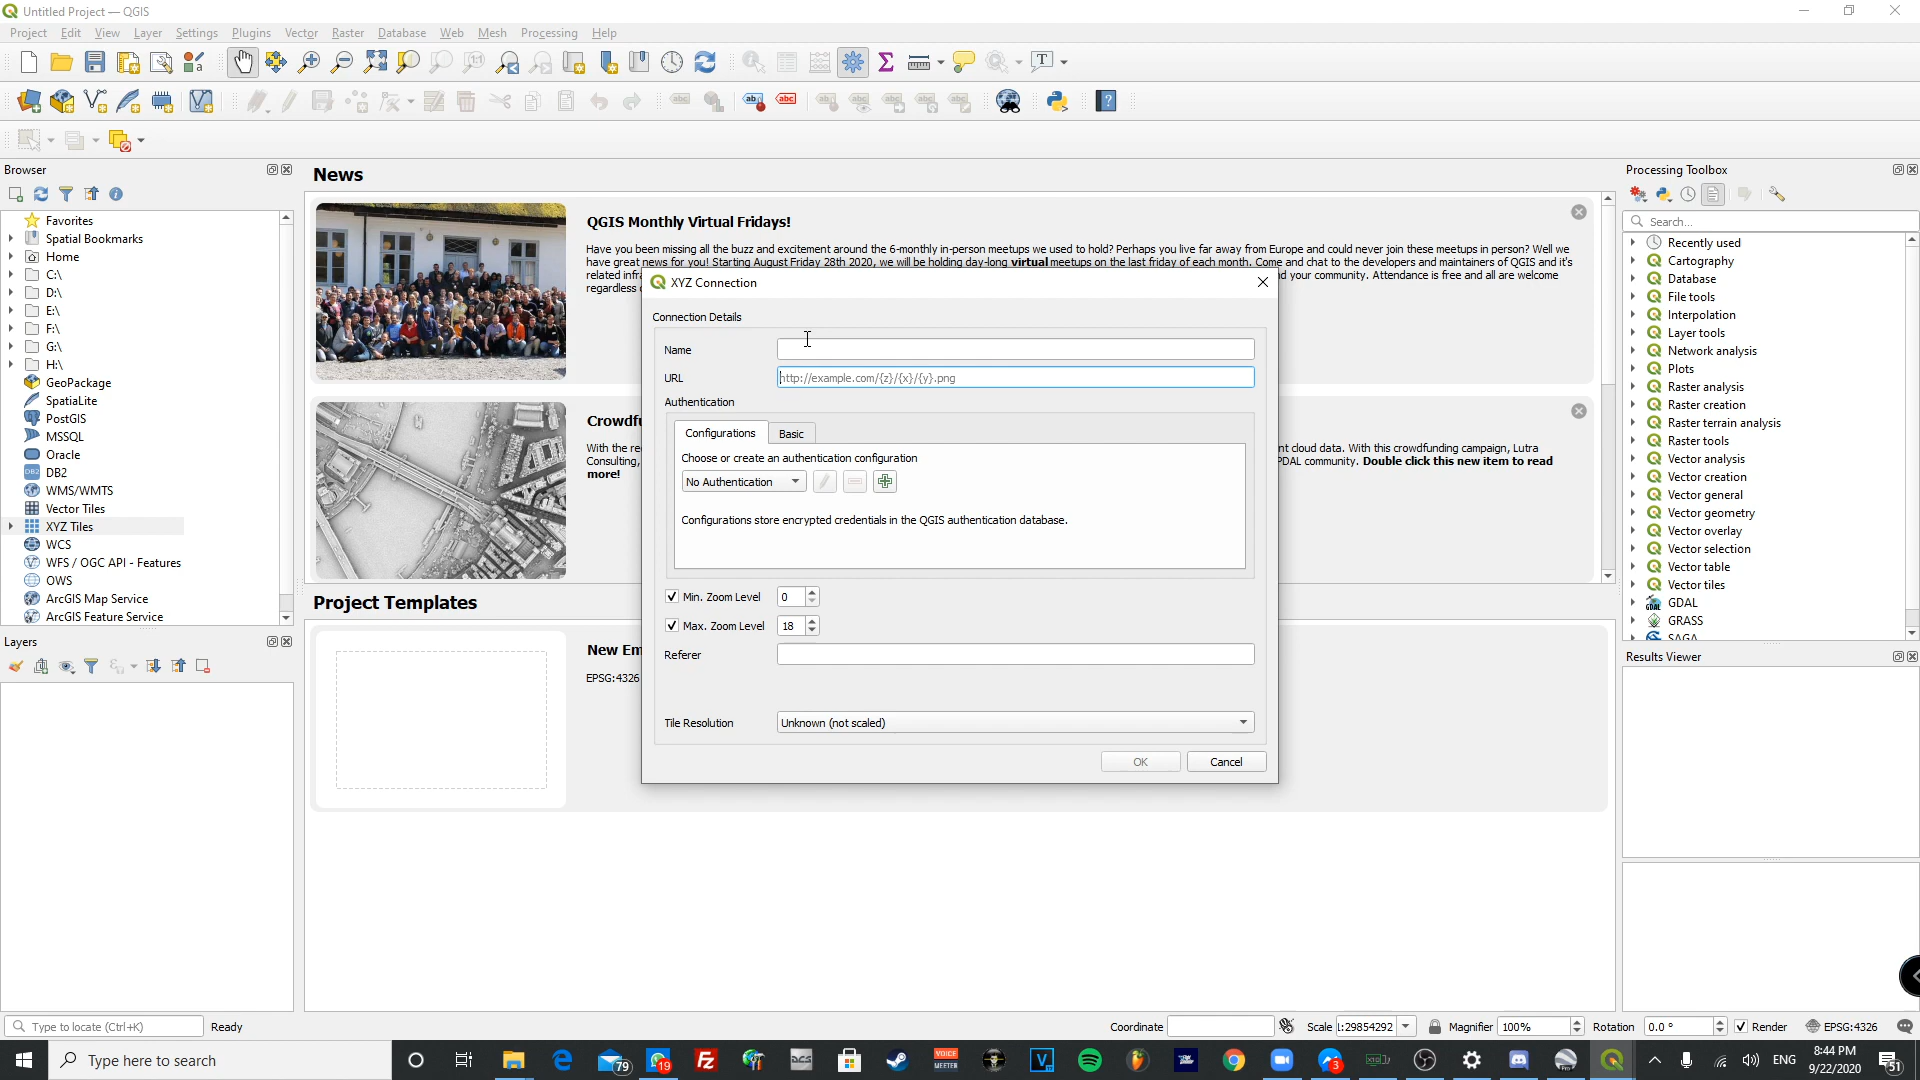 Untitled Project — QGIS
Project Edit View Layer Settings Plugins Vector Raster Database Web Mesh Processing Help
Browser
Favorites
Spatial Bookmarks
Home
C:\
D:\
E:\
F:\
G:\
H:\
GeoPackage
SpatiaLite
PostGIS
MSSQL
Oracle
DB2
WMS/WMTS
Vector Tiles
XYZ Tiles
WCS
WFS / OGC API - Features
OWS
ArcGIS Map Service
ArcGIS Feature Service
Layers
News
QGIS Monthly Virtual Fridays!
Have you been missing all the buzz and excitement around the 6-monthly in-person meetups we used to hold? Perhaps you live far away from Europe and could never join these meetups in person? Well we
have great news for you! Starting August Friday 28th 2020, we will be holding day-long virtual meetups on the last friday of each month. Come and chat to the developers and maintainers of QGIS and it's
related infr
d your community. Attendance is free and all are welcome
regardless
Crowdfu
With the re
nt cloud data. With this crowdfunding campaign, Lutra
Consulting,
PDAL community. Double click this new item to read
more!
Project Templates
New Em
EPSG:4326
XYZ Connection
Connection Details
Name
URL http://example.com/{z}/{x}/{y}.png
Authentication
Configurations Basic
Choose or create an authentication configuration
No Authentication
Configurations store encrypted credentials in the QGIS authentication database.
Min. Zoom Level 0
Max. Zoom Level 18
Referer
Tile Resolution Unknown (not scaled)
OK Cancel
Processing Toolbox
Search...
Recently used
Cartography
Database
File tools
Interpolation
Layer tools
Network analysis
Plots
Raster analysis
Raster creation
Raster terrain analysis
Raster tools
Vector analysis
Vector creation
Vector general
Vector geometry
Vector overlay
Vector selection
Vector table
Vector tiles
GDAL
GRASS
SAGA
Results Viewer
Type to locate (Ctrl+K) Ready
Coordinate Scale 1:29854292 Magnifier 100% Rotation 0.0 ° Render EPSG:4326
Type here to search
79
19
VOICE
MEETER
3
ENG
8:44 PM
9/22/2020
51